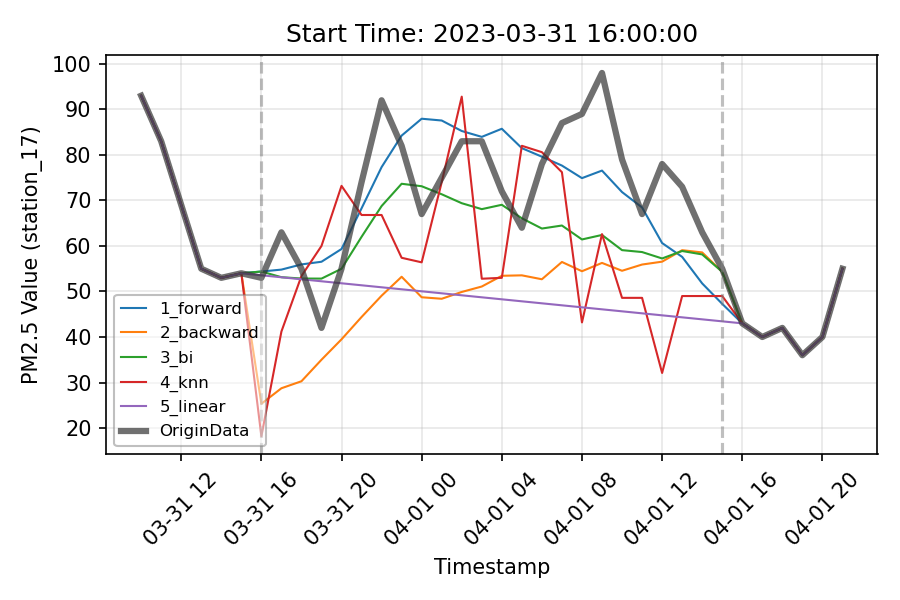 Start Time: 2023-03-31 16:00:00
PM2.5 Value (station_17)
100
90
80
70
60
50
40
30
20
1_forward
2_backward
3_bi
4_knn
5_linear
OriginData
03-31 12
03-31 16
03-31 20
04-01 00
04-01 04
04-01 08
04-01 12
04-01 16
04-01 20
Timestamp